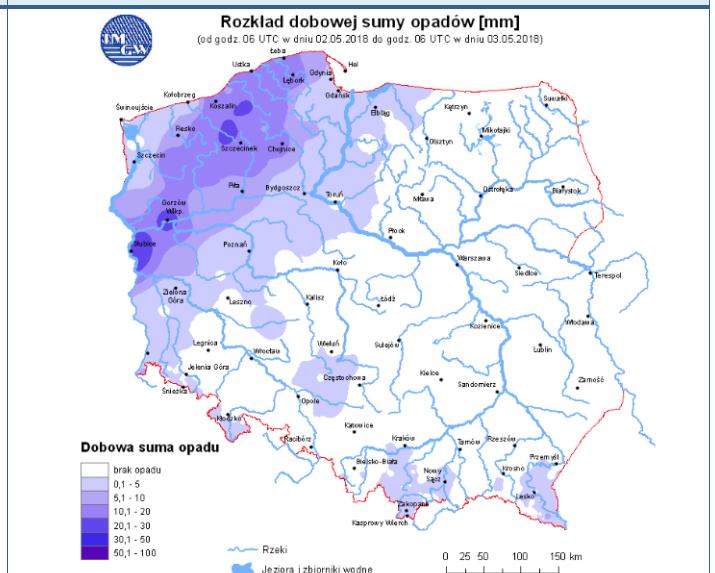 IMGW
Rozkład dobowej sumy opadów [mm]
(od godz. 06 UTC w dniu 02.05.2018 do godz. 06 UTC w dniu 03.05.2018)
Łeba
Ustka
Hel
Gdynia
Lębork
Kołobrzeg
Gdańsk
Koszalin
Suwałki
Świnoujście
Elbląg
Kętrzyn
Resko
Mikołajki
Szczecinek
Chojnice
Olsztyn
Szczecin
Piła
Bydgoszcz
Toruń
Ostrołęka
Białystok
Mława
Gorzów
Wlkp.
Płock
Słubice
Poznań
Warszawa
Koło
Siedlce
Terespol
Zielona
Góra
Leszno
Kalisz
Łódź
Kozienice
Włodawa
Legnica
Wrocław
Wieluń
Sulejów
Lublin
Jelenia Góra
Kielce
Częstochowa
Sandomierz
Zamość
Śnieżka
Opole
Kłodzko
Katowice
Racibórz
Kraków
Tarnów
Rzeszów
Przemyśl
Bielsko-Biała
Nowy
Sącz
Krosno
Lesko
Zakopane
Kasprowy Wierch
Dobowa suma opadu
brak opadu
0,1 - 5
5,1 - 10
10,1 - 20
20,1 - 30
30,1 - 50
50,1 - 100
Rzeki
Jeziora i zbiorniki wodne
0 25 50 100 150 km